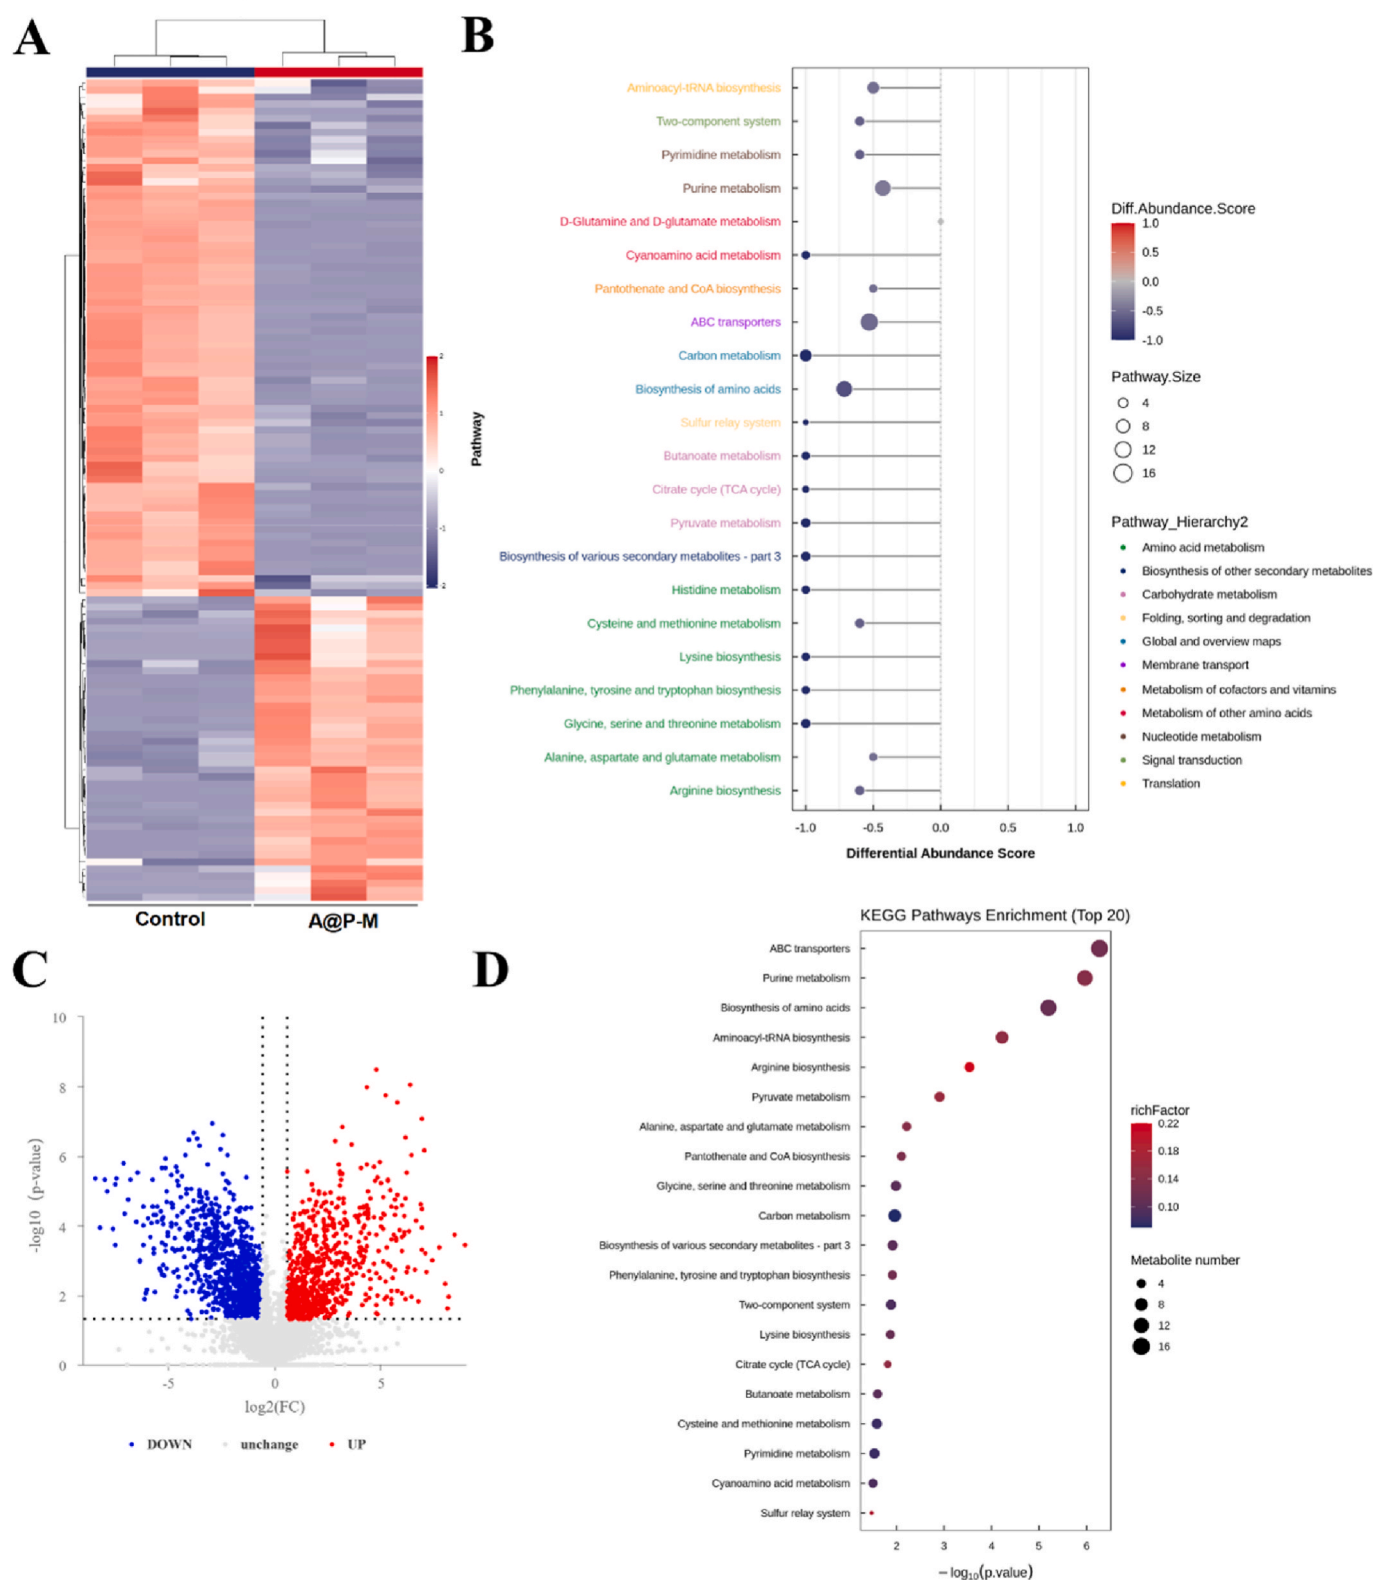 A
2
1
0
-1
-2
Control
A@P-M
B
Pathway
Aminoacyl-tRNA biosynthesis
Two-component system
Pyrimidine metabolism
Purine metabolism
D-Glutamine and D-glutamate metabolism
Cyanoamino acid metabolism
Pantothenate and CoA biosynthesis
ABC transporters
Carbon metabolism
Biosynthesis of amino acids
Sulfur relay system
Butanoate metabolism
Citrate cycle (TCA cycle)
Pyruvate metabolism
Biosynthesis of various secondary metabolites - part 3
Histidine metabolism
Cysteine and methionine metabolism
Lysine biosynthesis
Phenylalanine, tyrosine and tryptophan biosynthesis
Glycine, serine and threonine metabolism
Alanine, aspartate and glutamate metabolism
Arginine biosynthesis
-1.0 -0.5 0.0 0.5 1.0
Differential Abundance Score
Diff.Abundance.Score
1.0
0.5
0.0
-0.5
-1.0
Pathway.Size
4
8
12
16
Pathway_Hierarchy2
Amino acid metabolism
Biosynthesis of other secondary metabolites
Carbohydrate metabolism
Folding, sorting and degradation
Global and overview maps
Membrane transport
Metabolism of cofactors and vitamins
Metabolism of other amino acids
Nucleotide metabolism
Signal transduction
Translation
C
-log10 (p-value)
10
8
6
4
2
0
-5 0 5
log2(FC)
DOWN unchange UP
D
KEGG Pathways Enrichment (Top 20)
ABC transporters
Purine metabolism
Biosynthesis of amino acids
Aminoacyl-tRNA biosynthesis
Arginine biosynthesis
Pyruvate metabolism
Alanine, aspartate and glutamate metabolism
Pantothenate and CoA biosynthesis
Glycine, serine and threonine metabolism
Carbon metabolism
Biosynthesis of various secondary metabolites - part 3
Phenylalanine, tyrosine and tryptophan biosynthesis
Two-component system
Lysine biosynthesis
Citrate cycle (TCA cycle)
Butanoate metabolism
Cysteine and methionine metabolism
Pyrimidine metabolism
Cyanoamino acid metabolism
Sulfur relay system
2 3 4 5 6
−log₁₀(p.value)
richFactor
0.22
0.18
0.14
0.10
Metabolite number
4
8
12
16